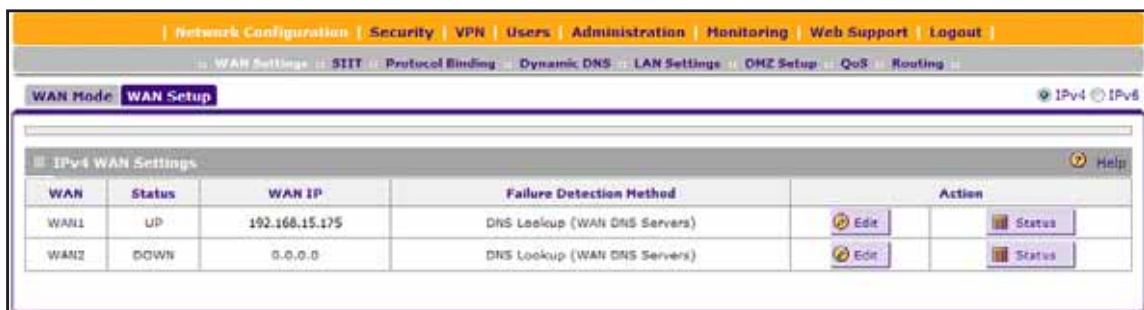 | Network Configuration | Security | VPN | Users | Administration | Monitoring | Web Support | Logout |
:: WAN Settings :: SIIT :: Protocol Binding :: Dynamic DNS :: LAN Settings :: DMZ Setup :: QoS :: Routing ::
WAN Mode WAN Setup IPv4 IPv6
IPv4 WAN Settings Help
WAN Status WAN IP Failure Detection Method Action
WAN1 UP 192.168.15.175 DNS Lookup (WAN DNS Servers) Edit Status
WAN2 DOWN 0.0.0.0 DNS Lookup (WAN DNS Servers) Edit Status